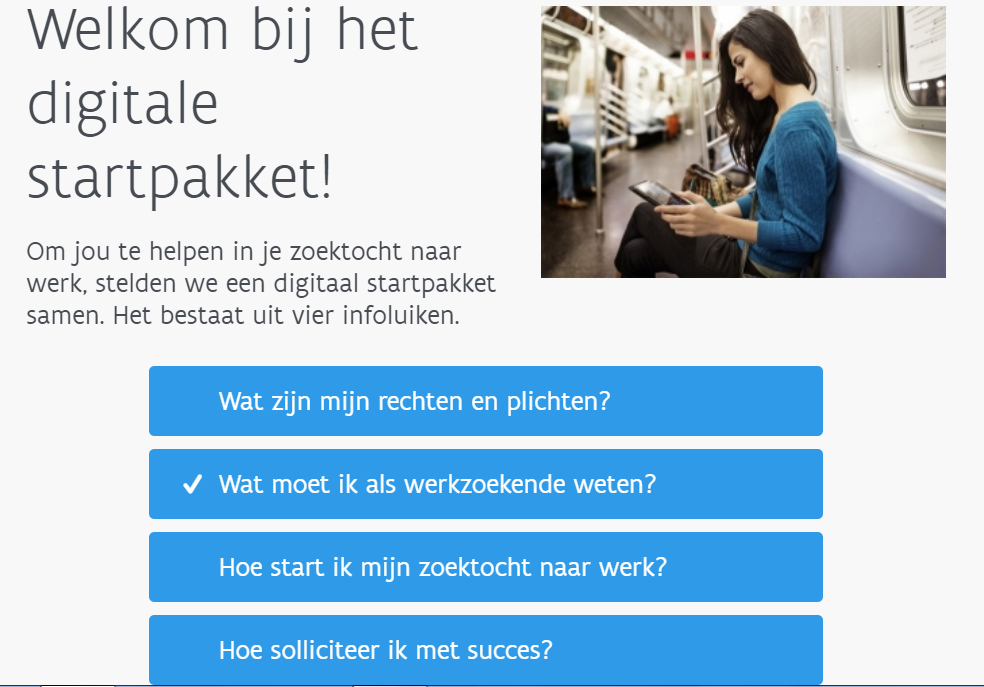 Welkom bij het
digitale
startpakket!
Om jou te helpen in je zoektocht naar
werk, stelden we een digitaal startpakket
samen. Het bestaat uit vier infoluiken.
Wat zijn mijn rechten en plichten?
Wat moet ik als werkzoekende weten?
Hoe start ik mijn zoektocht naar werk?
Hoe solliciteer ik met succes?